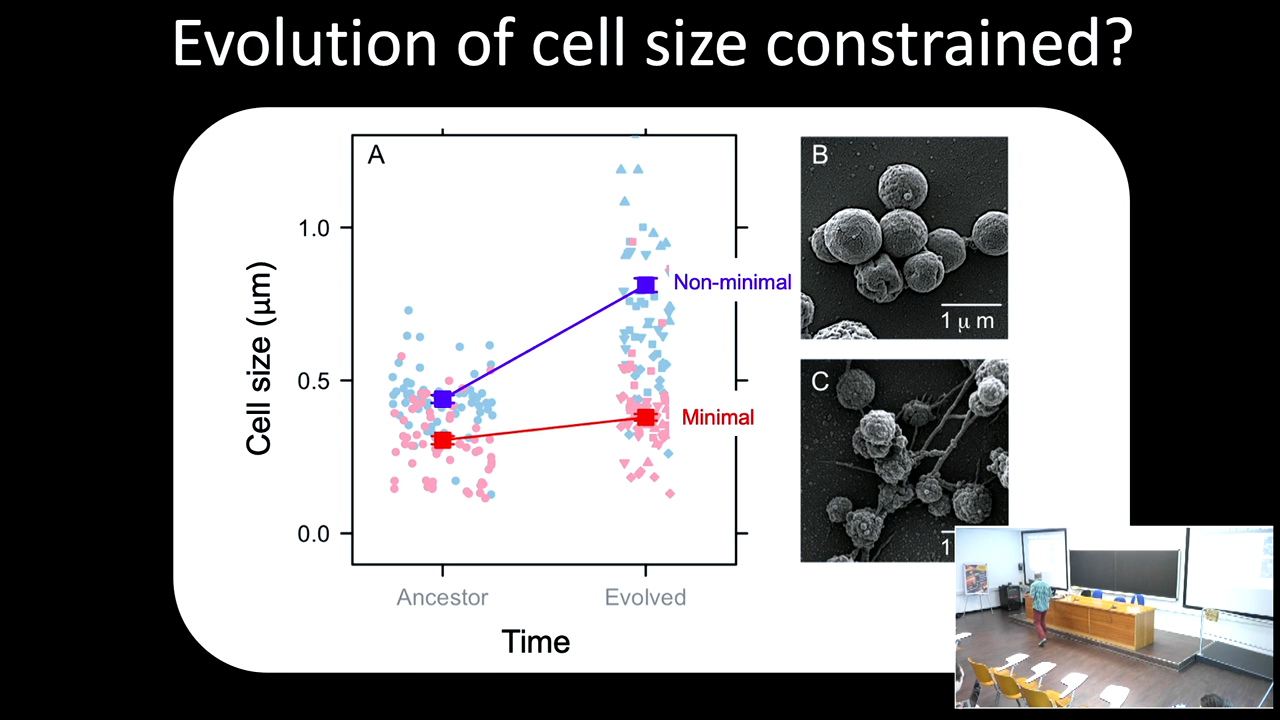 Evolution of cell size constrained?
A
1.0
0.5
0.0
Cell size (μm)
Non-minimal
Minimal
Ancestor
Evolved
Time
B
1 μ m
C
1